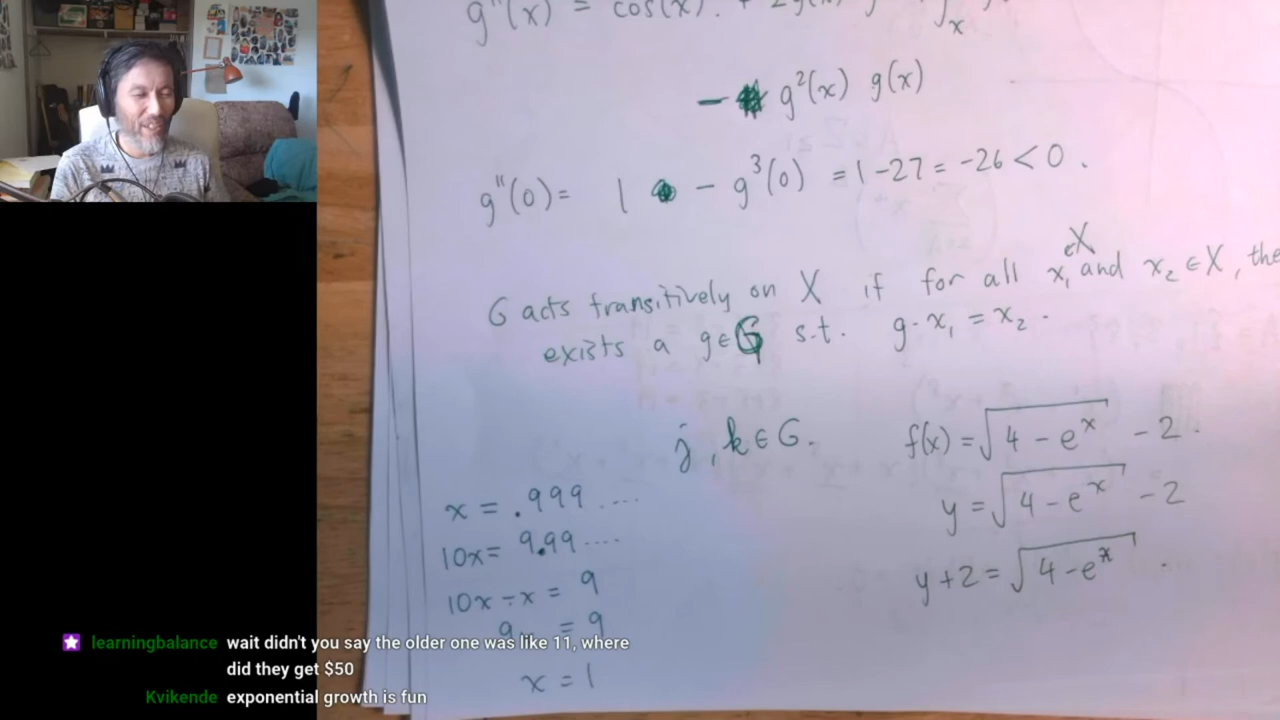 g''(x) = cos(x).
- g²(x) g(x)
g''(0) = 1 - g³(0) = 1 - 27 = -26 < 0 .
G acts transitively on X if for all x₁ ∈ X and x₂ ∈ X, the
exists a g ∈ G s.t. g · x₁ = x₂ .
j, k ∈ G.
f(x) = √(4 - eˣ) - 2 .
y = √(4 - eˣ) - 2
y + 2 = √(4 - eˣ) .
x = .999 ....
10x = 9.99 ....
10x - x = 9
9 = 9
x = 1
learningbalance wait didn't you say the older one was like 11, where
did they get $50
Kvikende exponential growth is fun